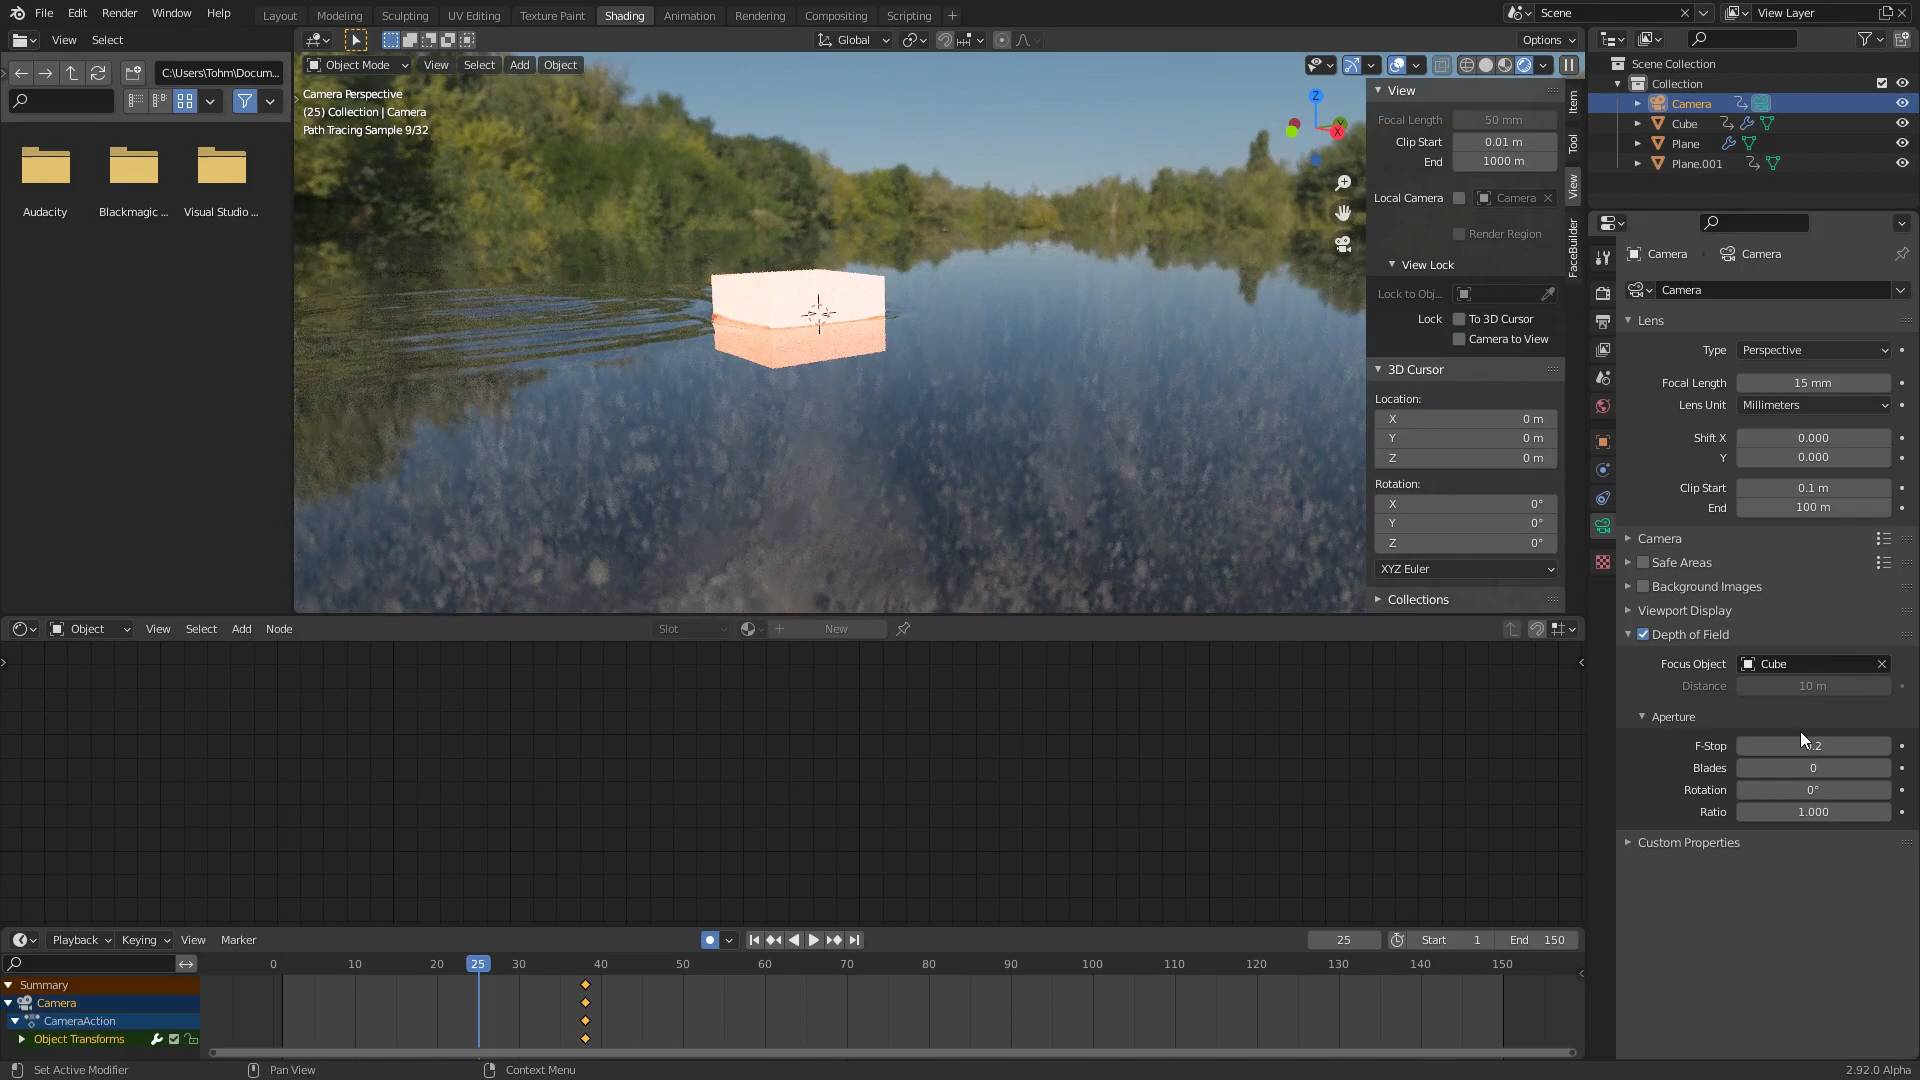 File Edit Render Window Help
Layout Modeling Sculpting UV Editing Texture Paint Shading Animation Rendering Compositing Scripting +
Scene
View Layer
View Select
Global
Options
C:\Users\Tohm\Docum...
Audacity
Blackmagic ...
Visual Studio ...
Object Mode View Select Add Object
Camera Perspective
(25) Collection | Camera
Path Tracing Sample 9/32
Z
X
View
Focal Length 50 mm
Clip Start 0.01 m
End 1000 m
Local Camera Camera
Render Region
View Lock
Lock to Obj...
Lock To 3D Cursor
Camera to View
3D Cursor
Location:
X 0 m
Y 0 m
Z 0 m
Rotation:
X 0°
Y 0°
Z 0°
XYZ Euler
Collections
Item
Tool
View
FaceBuilder
Scene Collection
Collection
Camera
Cube
Plane
Plane.001
Camera Camera
Camera
Lens
Type Perspective
Focal Length 15 mm
Lens Unit Millimeters
Shift X 0.000
Y 0.000
Clip Start 0.1 m
End 100 m
Camera
Safe Areas
Background Images
Viewport Display
Depth of Field
Focus Object Cube
Distance 10 m
Aperture
F-Stop .2
Blades 0
Rotation 0°
Ratio 1.000
Custom Properties
Object View Select Add Node
Slot
New
Playback Keying View Marker
25 Start 1 End 150
0 10 20 25 30 40 50 60 70 80 90 100 110 120 130 140 150
Summary
Camera
CameraAction
Object Transforms
Set Active Modifier Pan View Context Menu
2.92.0 Alpha